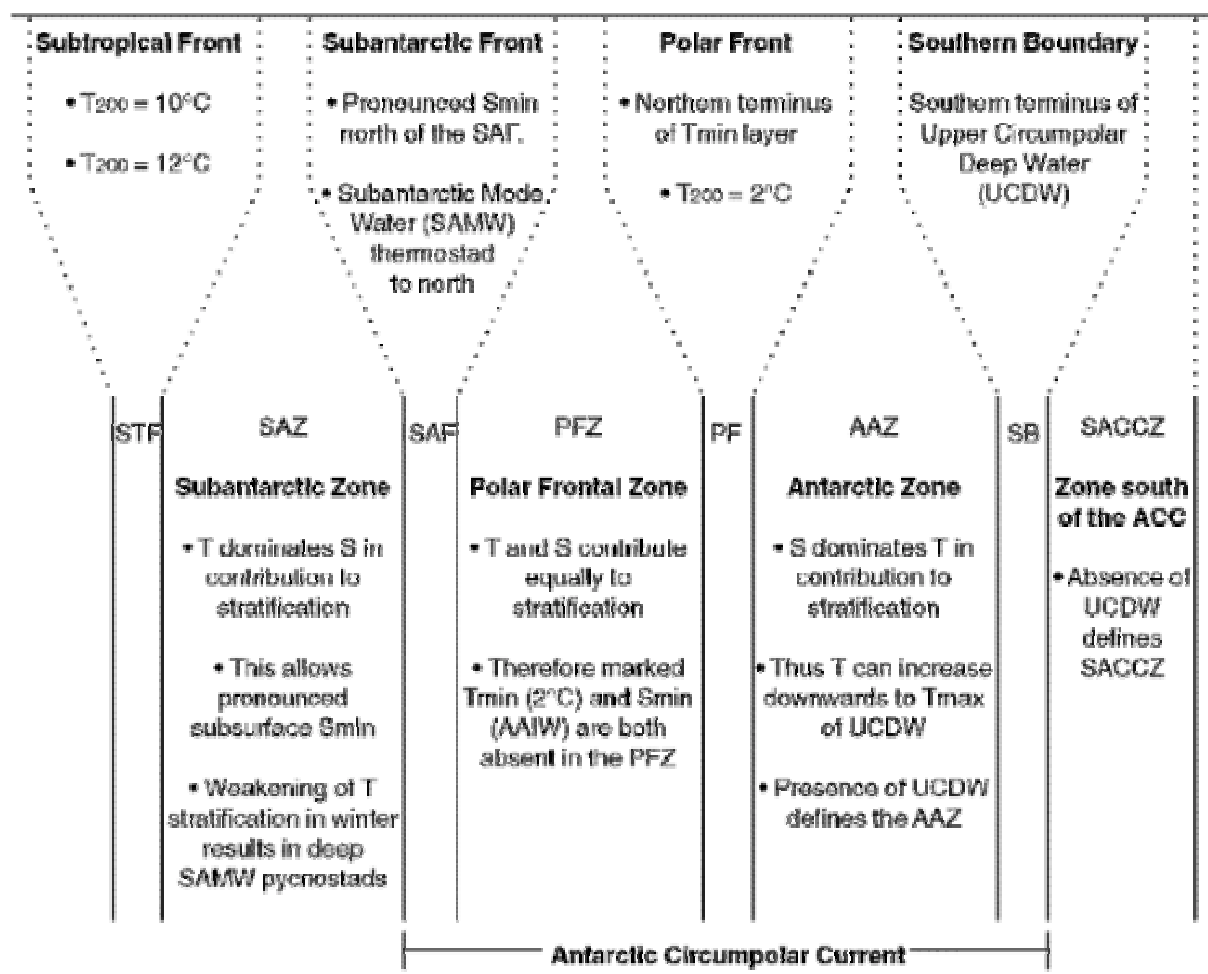 Subtropical Front
• T200 = 10°C
• T200 = 12°C
Subantarctic Front
• Pronounced Smin
north of the SAF.
• Subantarctic Mode
Water (SAMW)
thermostad
to north
Polar Front
• Northern terminus
of Tmin layer
• T200 = 2°C
Southern Boundary
Southern terminus of
Upper Circumpolar
Deep Water
(UCDW)
STF
SAZ
Subantarctic Zone
• T dominates S in
contribution to
stratification
• This allows
pronounced
subsurface Smin
• Weakening of T
stratification in winter
results in deep
SAMW pycnostads
SAF
PFZ
Polar Frontal Zone
• T and S contribute
equally to
stratification
• Therefore marked
Tmin (2°C) and Smin
(AAIW) are both
absent in the PFZ
PF
AAZ
Antarctic Zone
• S dominates T in
contribution to
stratification
• Thus T can increase
downwards to Tmax
of UCDW
• Presence of UCDW
defines the AAZ
SB
SACCZ
Zone south
of the ACC
• Absence of
UCDW
defines
SACCZ
Antarctic Circumpolar Current